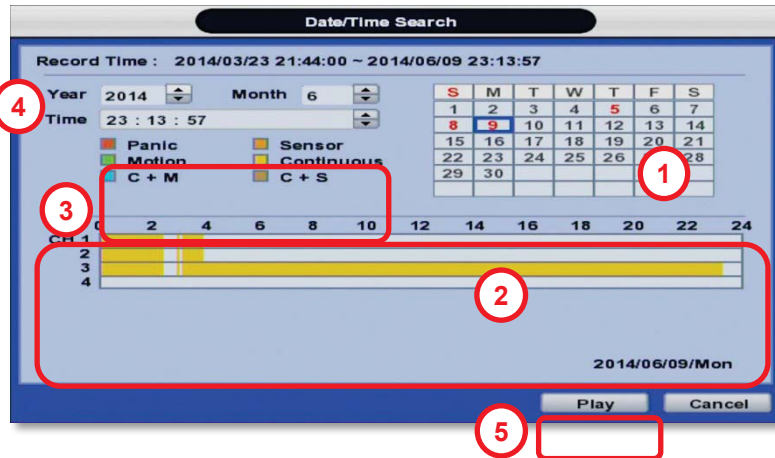 Date/Time Search
Record Time : 2014/03/23 21:44:00 ~ 2014/06/09 23:13:57
Year 2014 Month 6
Time 23 : 13 : 57
S M T W T F S
1 2 3 4 5 6 7
8 9 10 11 12 13 14
15 16 17 18 19 20 21
22 23 24 25 26 28
29 30
Panic Sensor
Motion Continuous
C + M C + S
4
1
3
0 2 4 6 8 10 12 14 16 18 20 22 24
CH 1
2
3
4
2
2014/06/09/Mon
Play Cancel
5